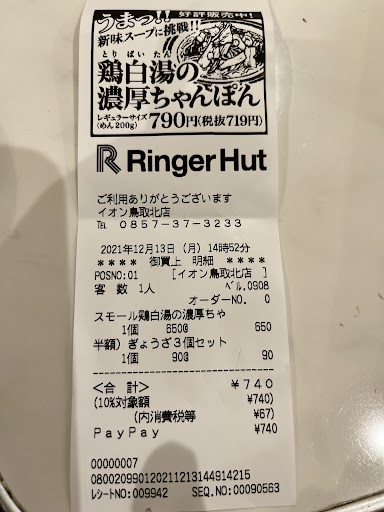 うまっ!! 好評販売中!
新味スープに挑戦!!
とりぱいたん
鶏白湯の
濃厚ちゃんぽん
レギュラーサイズ
(めん200g) 790円(税抜719円)
R RingerHut
ご利用ありがとうございます
イオン鳥取北店
TEL 0857-37-3233
2021年12月13日(月) 14時52分
**** 御買上 明細 ****
POSNO:01 [イオン鳥取北店 ]
客 数 1人 ﾍﾞﾙ.0908
オーダーNO. 0
スモール鶏白湯の濃厚ちゃ
1個 650@ 650
半額)ぎょうざ3個セット
1個 90@ 90
<合 計> ¥740
(10%対象額 ¥740)
(内消費税等 ¥67)
PayPay ¥740
00000007
08002099012021121314491 4215
レシートNO:009942 SEQ.NO:00090563